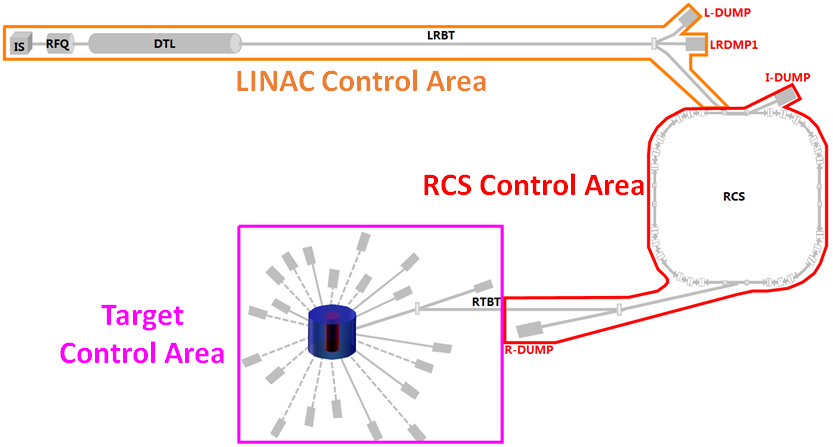 L-DUMP
IS
RFQ
DTL
LRBT
LRDMP1
LINAC Control Area
I-DUMP
RCS Control Area
RCS
Target
Control Area
RTBT
R-DUMP